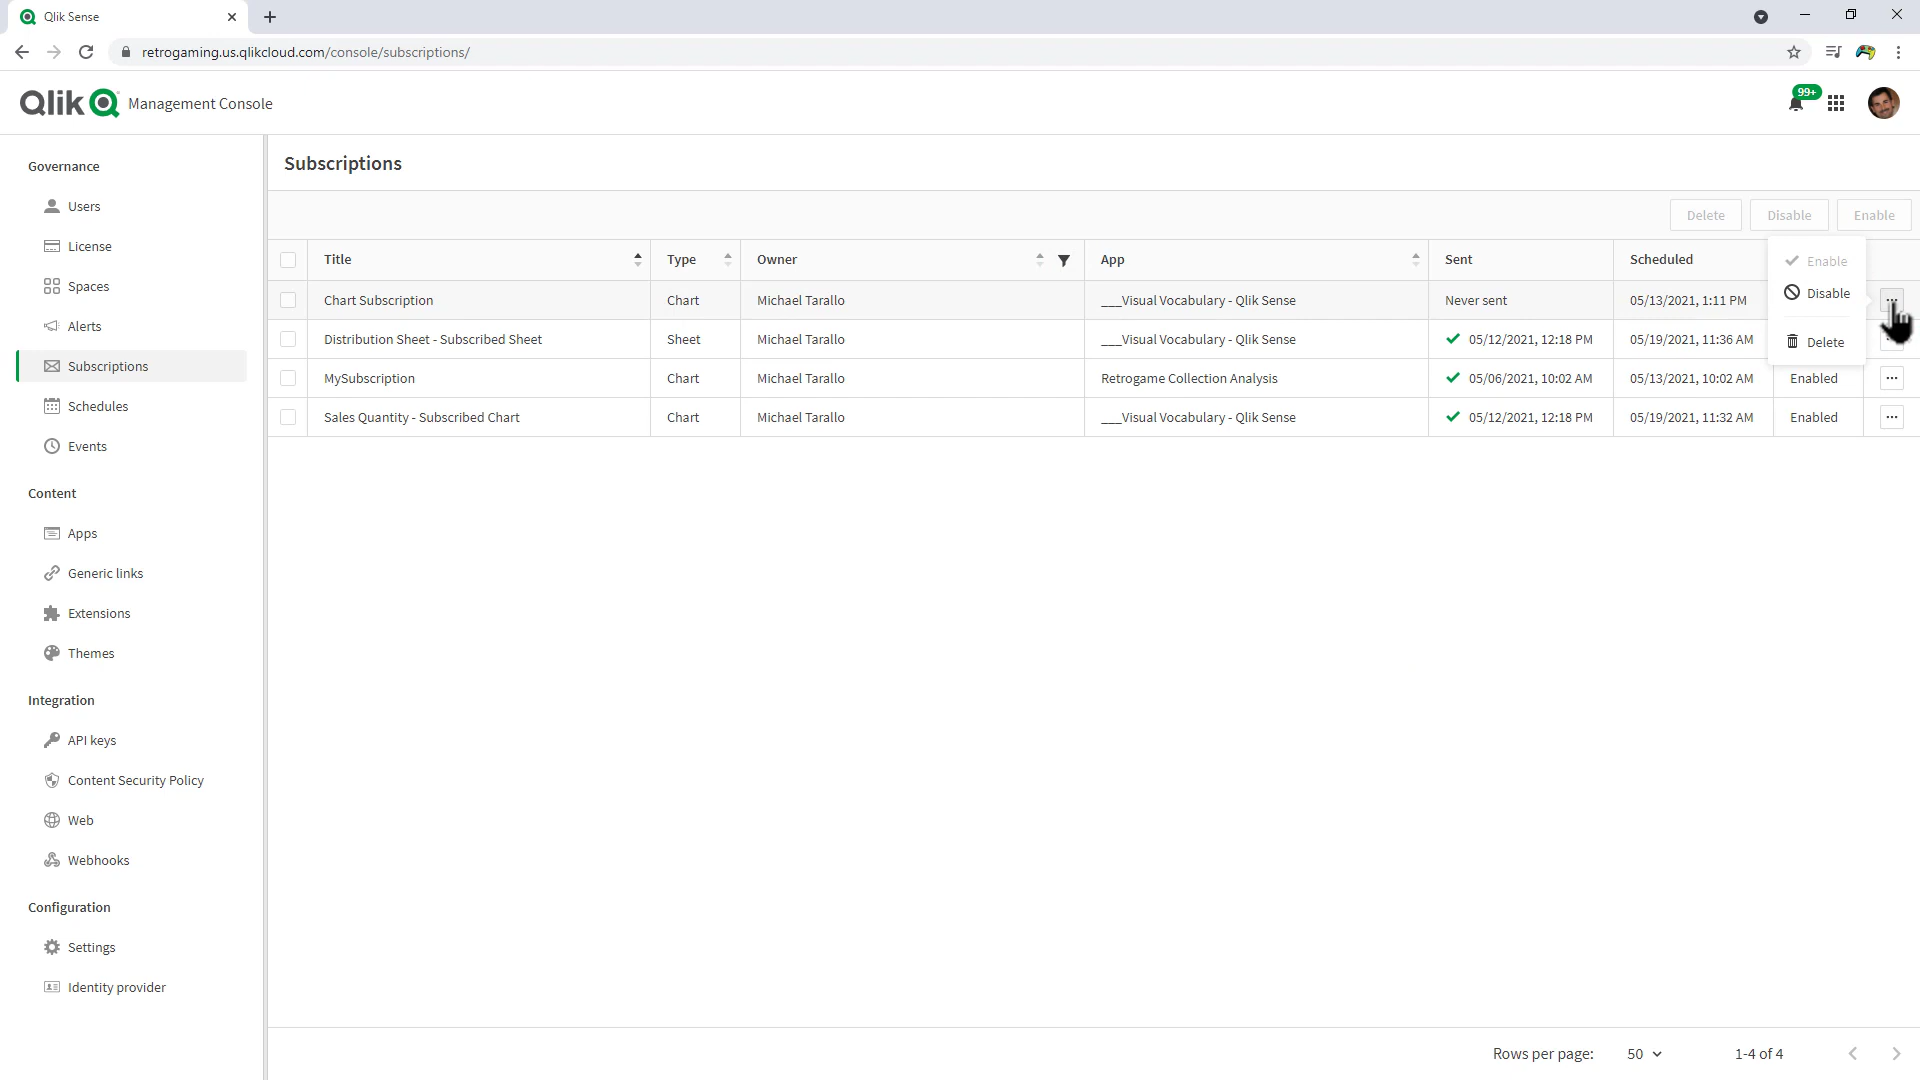 Qlik Sense
retrogaming.us.qlikcloud.com/console/subscriptions/
Qlik Management Console
99+
Governance
Users
License
Spaces
Alerts
Subscriptions
Schedules
Events
Content
Apps
Generic links
Extensions
Themes
Integration
API keys
Content Security Policy
Web
Webhooks
Configuration
Settings
Identity provider
Subscriptions
Delete Disable Enable
Title Type Owner App Sent Scheduled
Chart Subscription Chart Michael Tarallo ___Visual Vocabulary - Qlik Sense Never sent 05/13/2021, 1:11 PM
Distribution Sheet - Subscribed Sheet Sheet Michael Tarallo ___Visual Vocabulary - Qlik Sense 05/12/2021, 12:18 PM 05/19/2021, 11:36 AM
MySubscription Chart Michael Tarallo Retrogame Collection Analysis 05/06/2021, 10:02 AM 05/13/2021, 10:02 AM Enabled
Sales Quantity - Subscribed Chart Chart Michael Tarallo ___Visual Vocabulary - Qlik Sense 05/12/2021, 12:18 PM 05/19/2021, 11:32 AM Enabled
Enable
Disable
Delete
Rows per page: 50 1-4 of 4